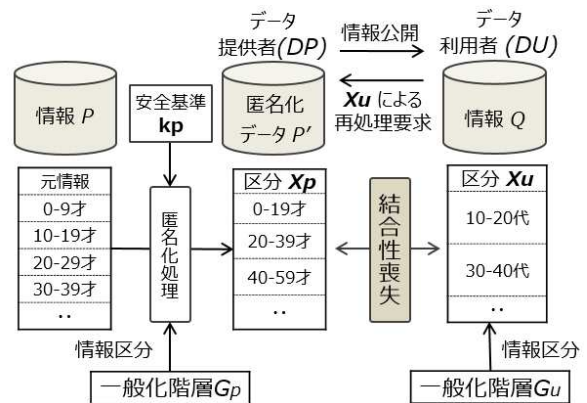 データ
提供者(DP)
情報公開
データ
利用者 (DU)
情報 P
安全基準
kp
匿名化
データ P'
Xu による
再処理要求
情報 Q
元情報
0-9才
10-19才
20-29才
30-39才
‥
匿名化処理
区分 Xp
0-19才
20-39才
40-59才
‥
結合性喪失
区分 Xu
10-20代
30-40代
‥
情報区分
一般化階層Gp
情報区分
一般化階層Gu